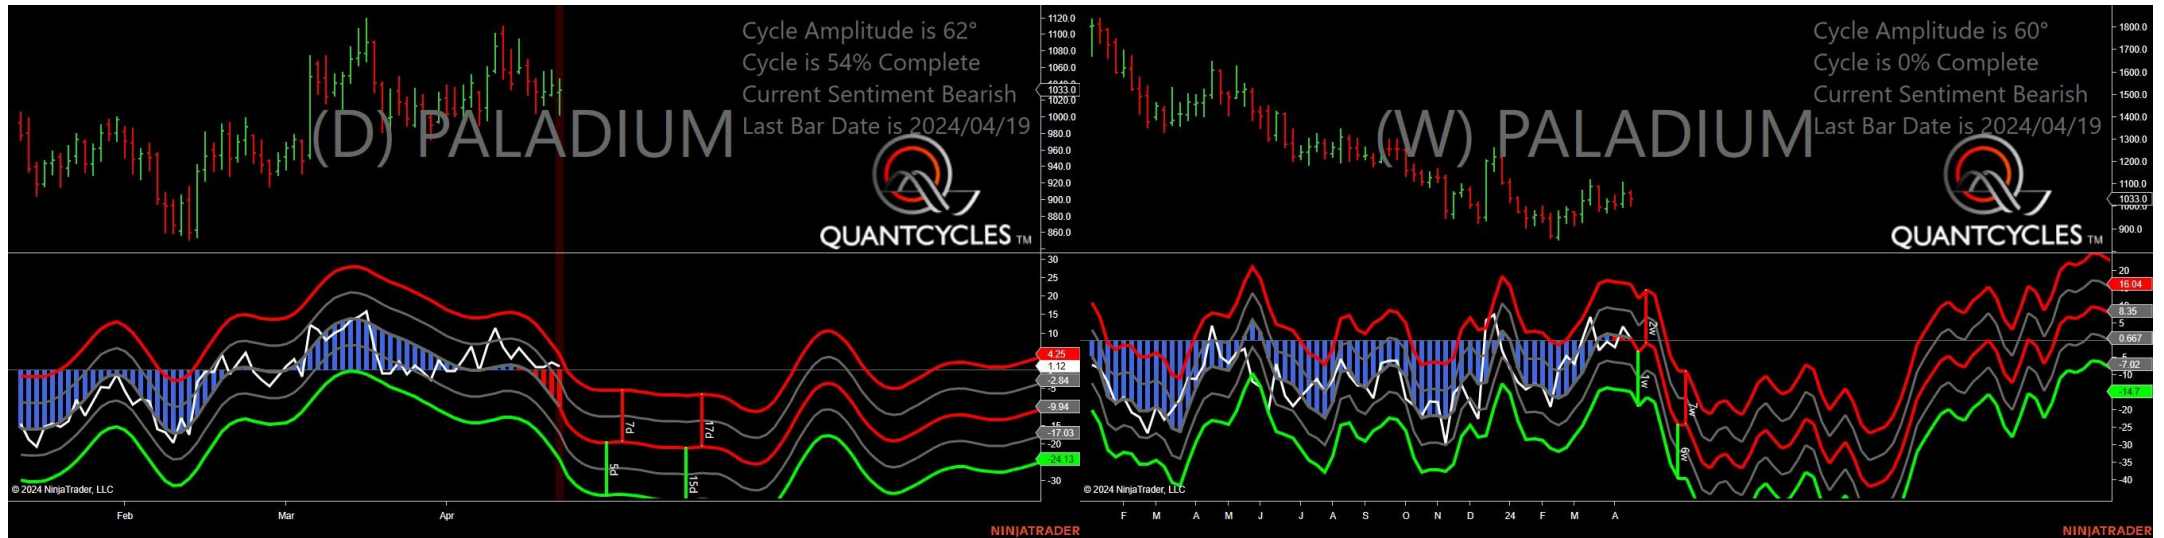 Cycle Amplitude is 62°
Cycle is 54% Complete
Current Sentiment Bearish
Last Bar Date is 2024/04/19
(D) PALADIUM
QUANTCYCLES TM
1120.0
1100.0
1080.0
1060.0
1033.0
1020.0
1000.0
980.0
960.0
940.0
920.0
900.0
880.0
860.0
30
25
20
15
10
4.25
1.12
-2.84
-5
-9.94
-15
-17.03
-20
-24.13
-30
7d
17d
5d
15d
© 2024 NinjaTrader, LLC
Feb Mar Apr
NINJATRADER
Cycle Amplitude is 60°
Cycle is 0% Complete
Current Sentiment Bearish
Last Bar Date is 2024/04/19
(W) PALADIUM
QUANTCYCLES TM
1800.0
1700.0
1600.0
1500.0
1400.0
1300.0
1200.0
1100.0
1033.0
1000.0
900.0
20
16.04
8.35
5
0.667
-5
-7.02
-10
-14.7
-20
-25
-30
-35
-40
2w
1w
7w
6w
© 2024 NinjaTrader, LLC
F M A M J J A S O N D 24 F M A
NINJATRADER